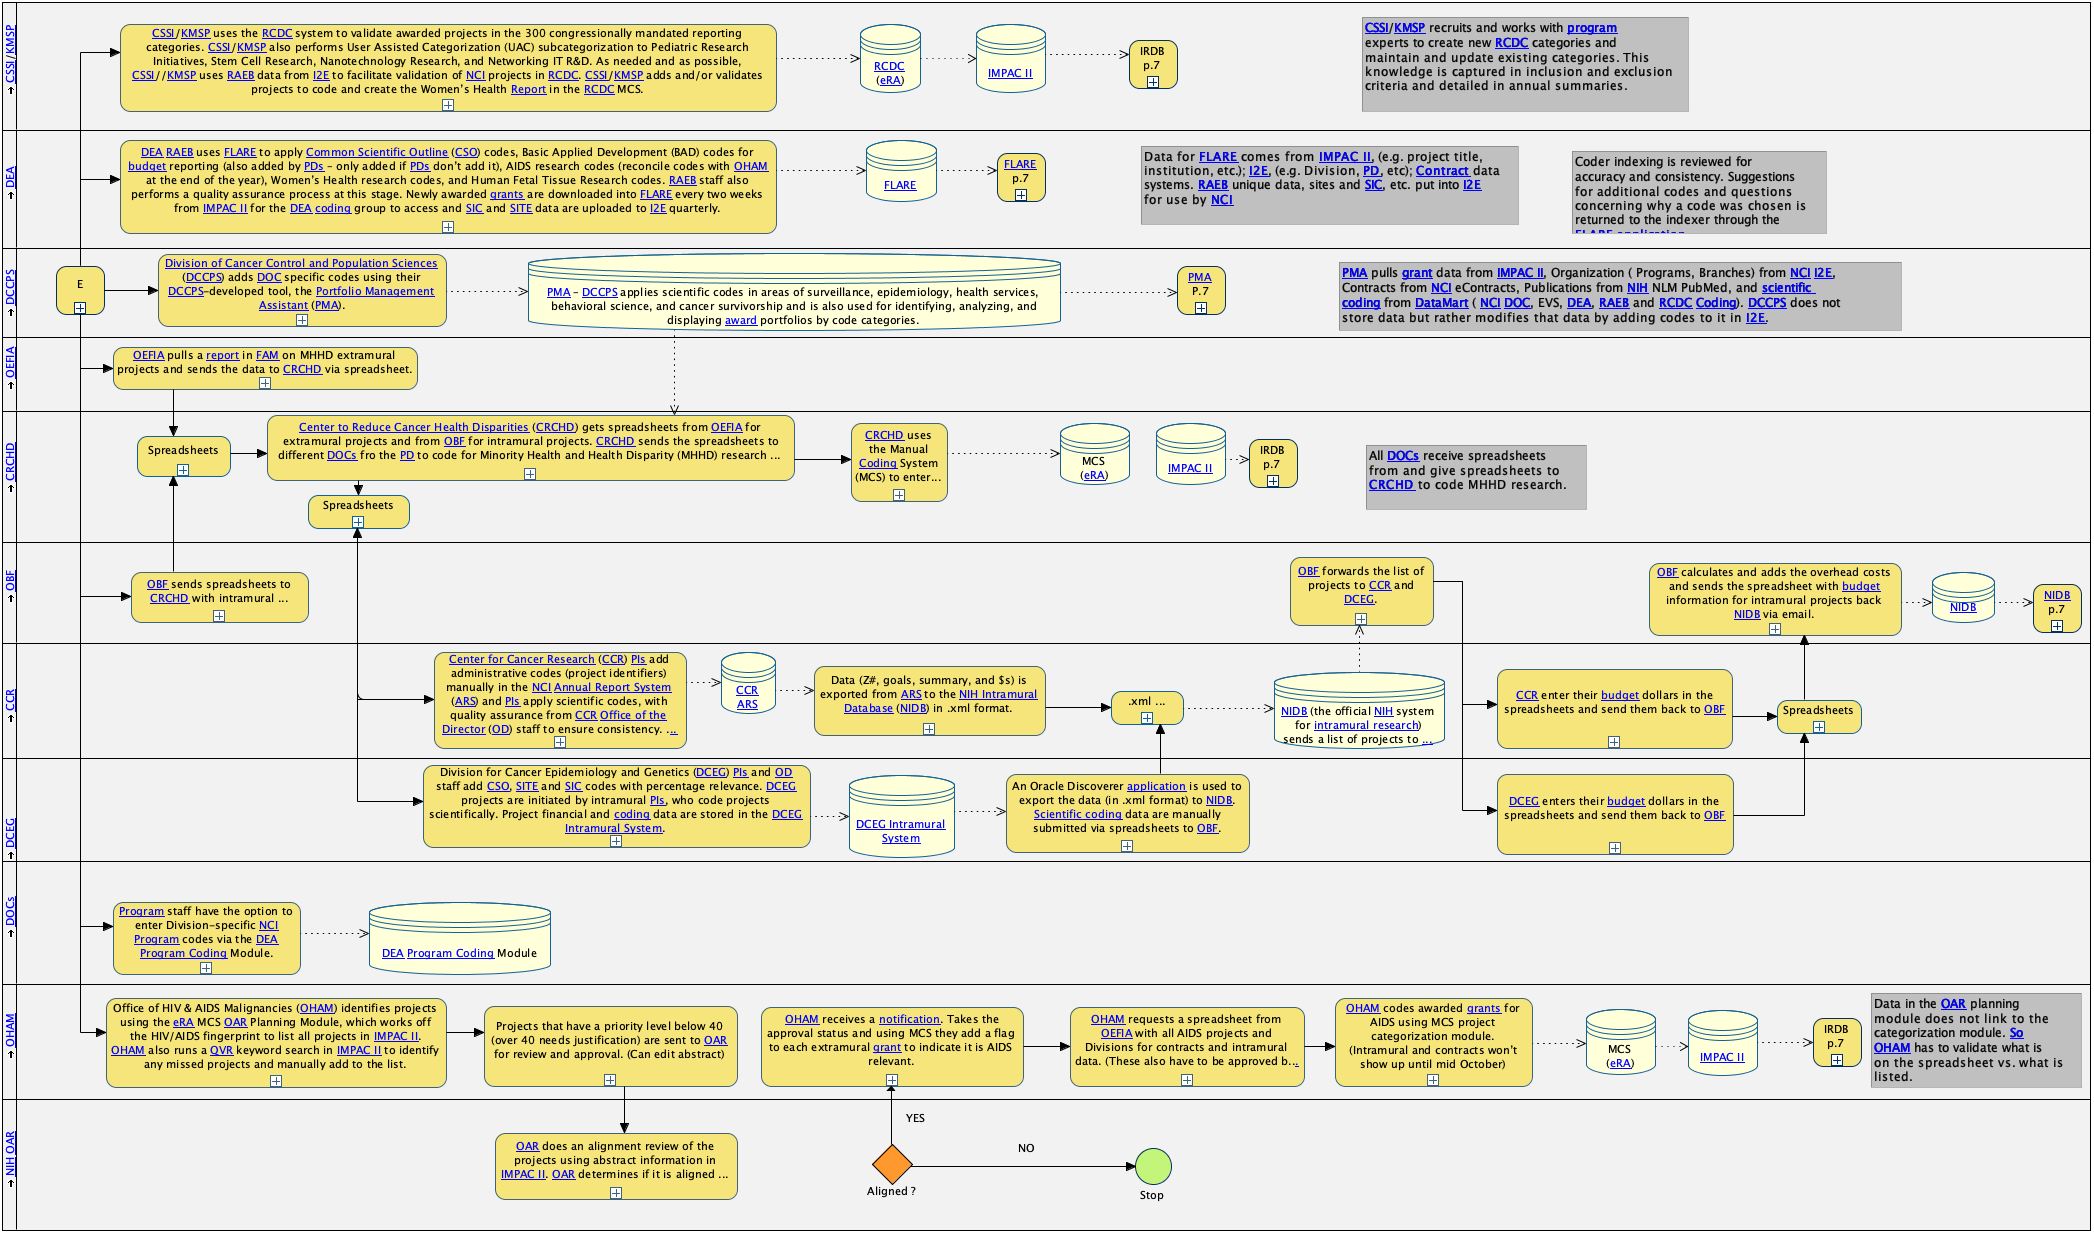 CSSI/KMSP
CSSI/KMSP uses the RCDC system to validate awarded projects in the 300 congressionally mandated reporting
categories. CSSI/KMSP also performs User Assisted Categorization (UAC) subcategorization to Pediatric Research
Initiatives, Stem Cell Research, Nanotechnology Research, and Networking IT R&D. As needed and as possible,
CSSI//KMSP uses RAEB data from I2E to facilitate validation of NCI projects in RCDC. CSSI/KMSP adds and/or validates
projects to code and create the Women's Health Report in the RCDC MCS.
RCDC
(eRA)
IMPAC II
IRDB
p.7
CSSI/KMSP recruits and works with program
experts to create new RCDC categories and
maintain and update existing categories. This
knowledge is captured in inclusion and exclusion
criteria and detailed in annual summaries.
DEA
DEA RAEB uses FLARE to apply Common Scientific Outline (CSO) codes, Basic Applied Development (BAD) codes for
budget reporting (also added by PDs - only added if PDs don't add it), AIDS research codes (reconcile codes with OHAM
at the end of the year), Women's Health research codes, and Human Fetal Tissue Research codes. RAEB staff also
performs a quality assurance process at this stage. Newly awarded grants are downloaded into FLARE every two weeks
from IMPAC II for the DEA coding group to access and SIC and SITE data are uploaded to I2E quarterly.
FLARE
FLARE
p.7
Data for FLARE comes from IMPAC II, (e.g. project title,
institution, etc.); I2E, (e.g. Division, PD, etc); Contract data
systems. RAEB unique data, sites and SIC, etc. put into I2E
for use by NCI
Coder indexing is reviewed for
accuracy and consistency. Suggestions
for additional codes and questions
concerning why a code was chosen is
returned to the indexer through the
FLARE application
DCCPS
E
Division of Cancer Control and Population Sciences
(DCCPS) adds DOC specific codes using their
DCCPS-developed tool, the Portfolio Management
Assistant (PMA).
PMA - DCCPS applies scientific codes in areas of surveillance, epidemiology, health services,
behavioral science, and cancer survivorship and is also used for identifying, analyzing, and
displaying award portfolios by code categories.
PMA
P.7
PMA pulls grant data from IMPAC II, Organization ( Programs, Branches) from NCI I2E,
Contracts from NCI eContracts, Publications from NIH NLM PubMed, and scientific
coding from DataMart ( NCI DOC, EVS, DEA, RAEB and RCDC Coding). DCCPS does not
store data but rather modifies that data by adding codes to it in I2E.
OEFIA
OEFIA pulls a report in FAM on MHHD extramural
projects and sends the data to CRCHD via spreadsheet.
CRCHD
Spreadsheets
Center to Reduce Cancer Health Disparities (CRCHD) gets spreadsheets from OEFIA for
extramural projects and from OBF for intramural projects. CRCHD sends the spreadsheets to
different DOCs fro the PD to code for Minority Health and Health Disparity (MHHD) research ...
Spreadsheets
CRCHD uses
the Manual
Coding System
(MCS) to enter...
MCS
(eRA)
IMPAC II
IRDB
p.7
All DOCs receive spreadsheets
from and give spreadsheets to
CRCHD to code MHHD research.
OBF
OBF sends spreadsheets to
CRCHD with intramural ...
OBF forwards the list of
projects to CCR and
DCEG.
OBF calculates and adds the overhead costs
and sends the spreadsheet with budget
information for intramural projects back
NIDB via email.
NIDB
NIDB
p.7
CCR
Center for Cancer Research (CCR) PIs add
administrative codes (project identifiers)
manually in the NCI Annual Report System
(ARS) and PIs apply scientific codes, with
quality assurance from CCR Office of the
Director (OD) staff to ensure consistency. ...
CCR
ARS
Data (Z#, goals, summary, and $s) is
exported from ARS to the NIH Intramural
Database (NIDB) in .xml format.
.xml ...
NIDB (the official NIH system
for intramural research)
sends a list of projects to ...
CCR enter their budget dollars in the
spreadsheets and send them back to OBF
Spreadsheets
DCEG
Division for Cancer Epidemiology and Genetics (DCEG) PIs and OD
staff add CSO, SITE and SIC codes with percentage relevance. DCEG
projects are initiated by intramural PIs, who code projects
scientifically. Project financial and coding data are stored in the DCEG
Intramural System.
DCEG Intramural
System
An Oracle Discoverer application is used to
export the data (in .xml format) to NIDB.
Scientific coding data are manually
submitted via spreadsheets to OBF.
DCEG enters their budget dollars in the
spreadsheets and send them back to OBF
DOCs
Program staff have the option to
enter Division-specific NCI
Program codes via the DEA
Program Coding Module.
DEA Program Coding Module
OHAM
Office of HIV & AIDS Malignancies (OHAM) identifies projects
using the eRA MCS OAR Planning Module, which works off
the HIV/AIDS fingerprint to list all projects in IMPAC II.
OHAM also runs a QVR keyword search in IMPAC II to identify
any missed projects and manually add to the list.
Projects that have a priority level below 40
(over 40 needs justification) are sent to OAR
for review and approval. (Can edit abstract)
OHAM receives a notification. Takes the
approval status and using MCS they add a flag
to each extramural grant to indicate it is AIDS
relevant.
OHAM requests a spreadsheet from
OEFIA with all AIDS projects and
Divisions for contracts and intramural
data. (These also have to be approved b...
OHAM codes awarded grants for
AIDS using MCS project
categorization module.
(Intramural and contracts won't
show up until mid October)
MCS
(eRA)
IMPAC II
IRDB
p.7
Data in the OAR planning
module does not link to the
categorization module. So
OHAM has to validate what is
on the spreadsheet vs. what is
listed.
NIH OAR
OAR does an alignment review of the
projects using abstract information in
IMPAC II. OAR determines if it is aligned ...
YES
NO
Aligned ?
Stop